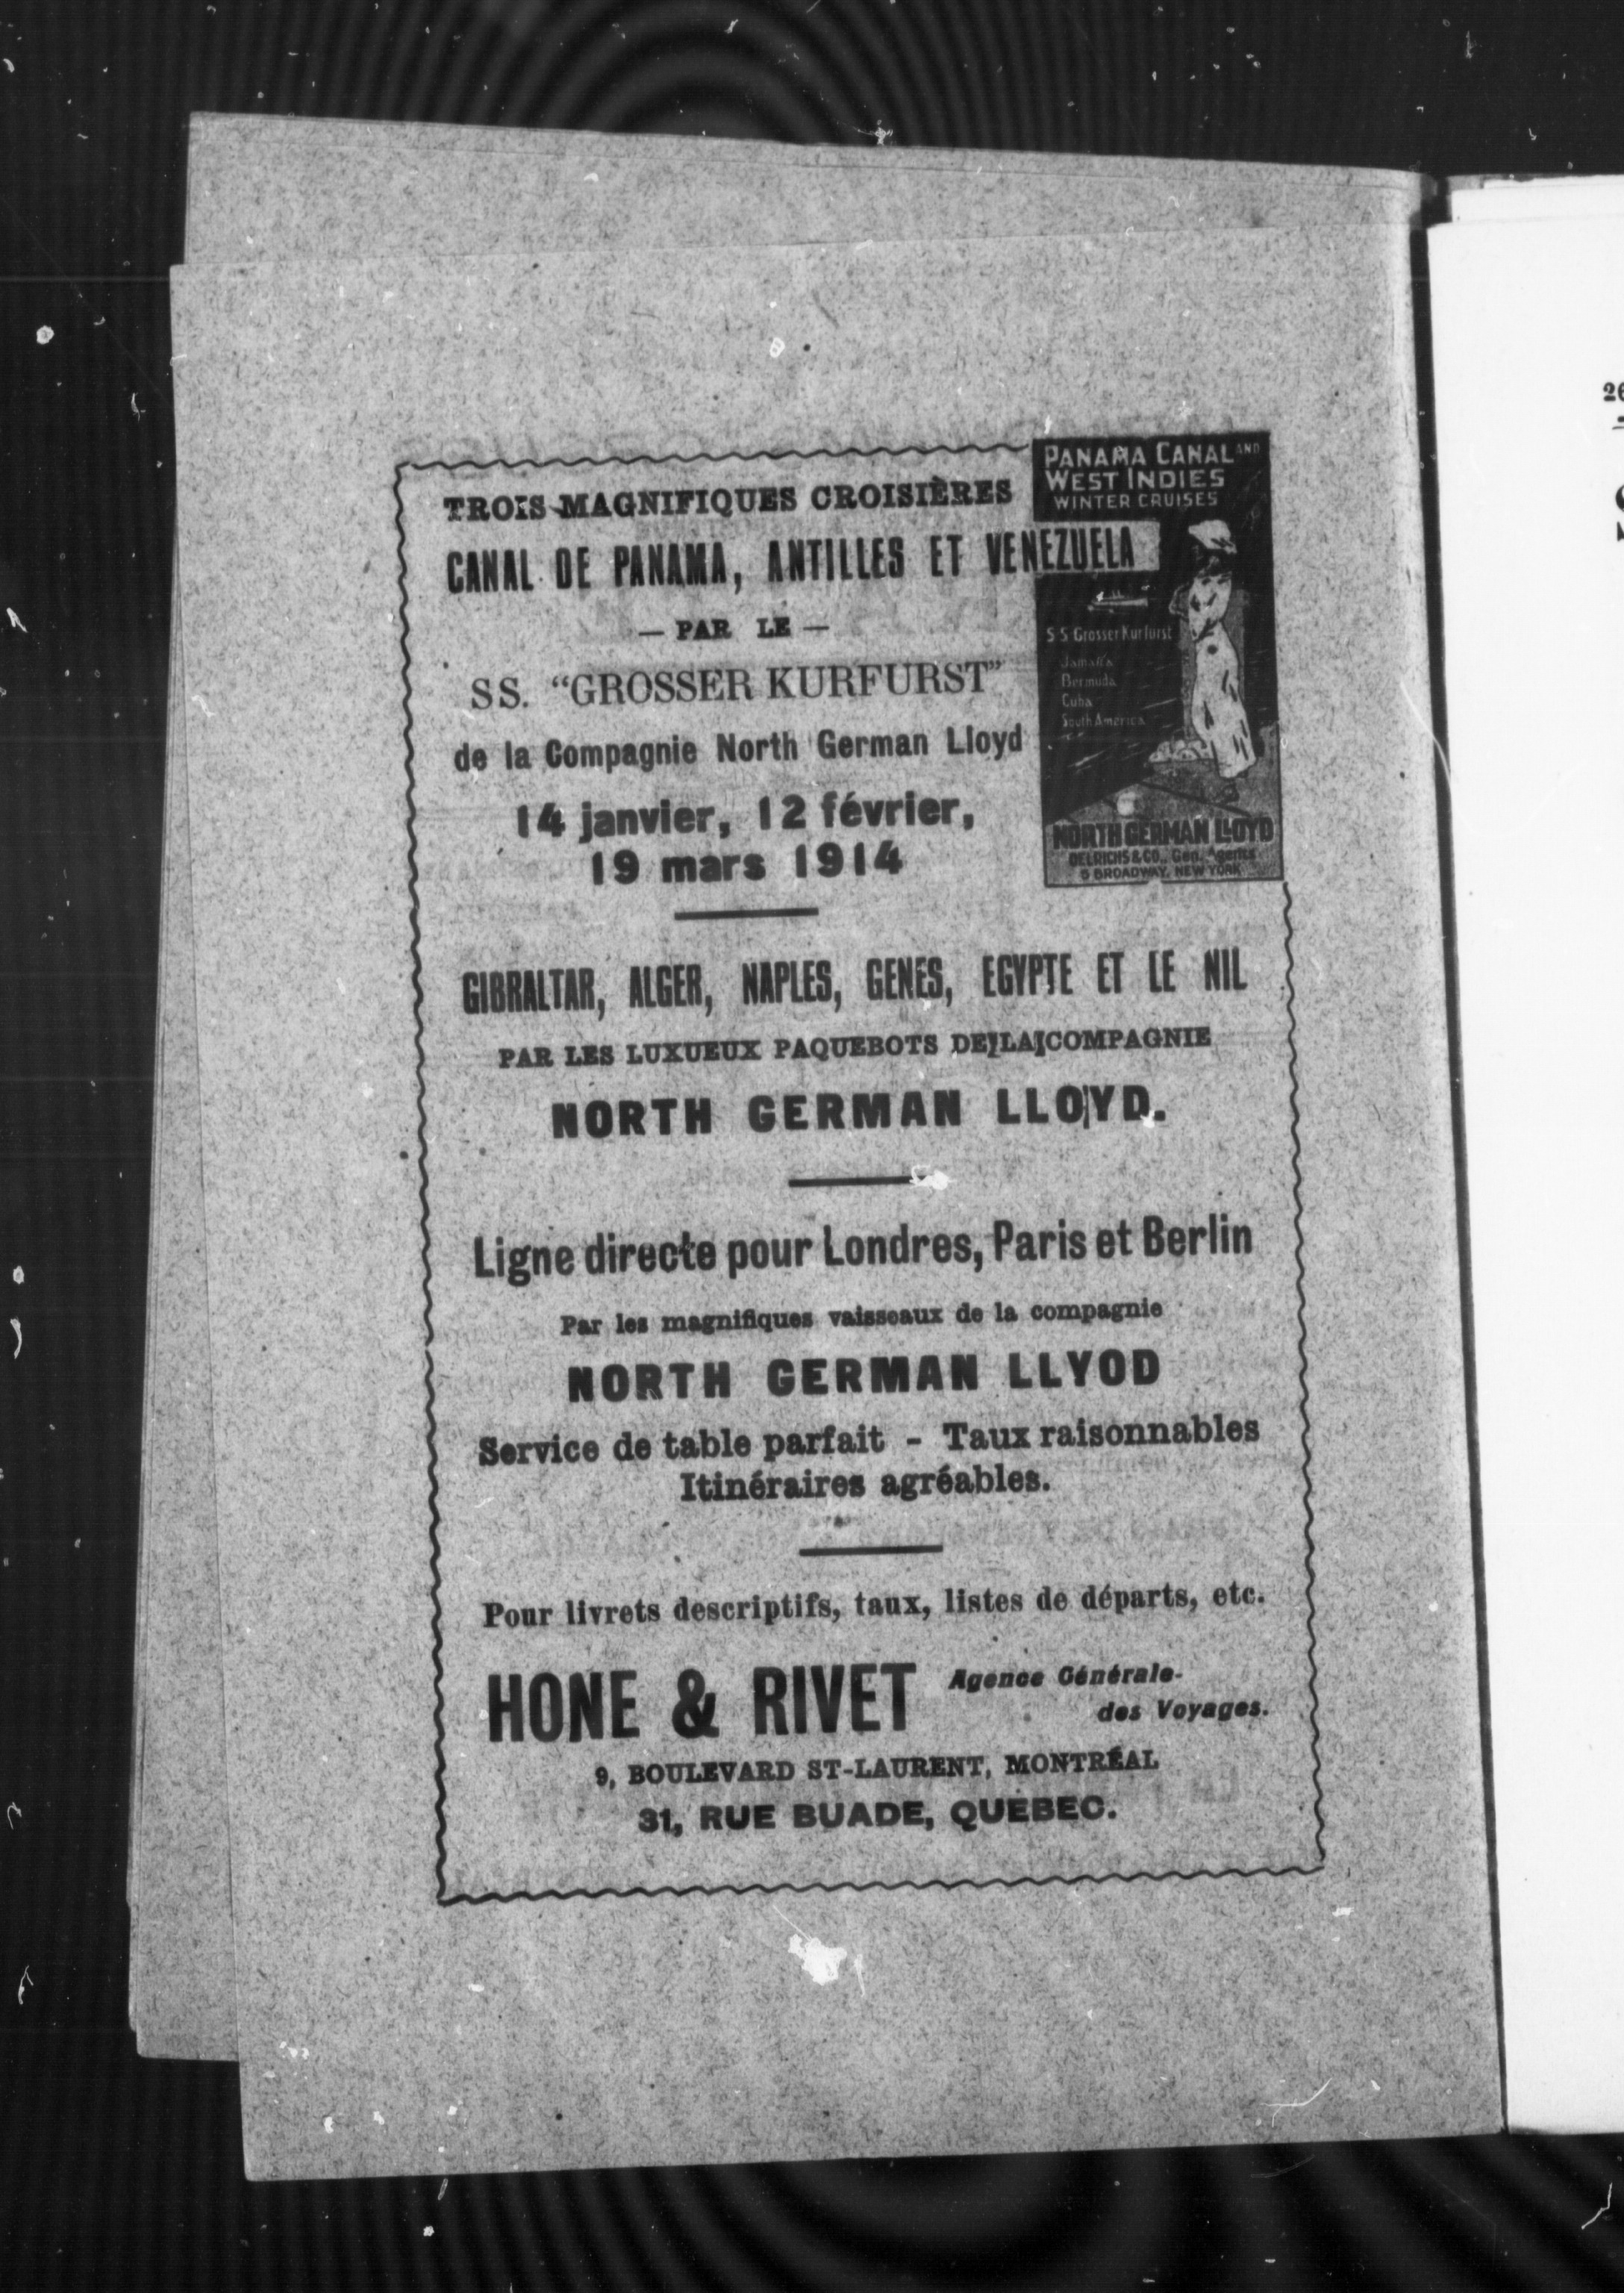 TROIS MAGNIFIQUES CROISIÈRES
CANAL DE PANAMA, ANTILLES ET VENEZUELA
— PAR LE —
SS. “GROSSER KURFURST”
de la Compagnie North German Lloyd
14 janvier, 12 février,
19 mars 1914
PANAMA CANAL AND
WEST INDIES
WINTER CRUISES
S S Grosser Kurfurst
Jamaica
Bermuda
Cuba
South America
NORTH GERMAN LLOYD
OELRICHS & CO., Gen. Agents
5 BROADWAY, NEW YORK
GIBRALTAR, ALGER, NAPLES, GENES, EGYPTE ET LE NIL
PAR LES LUXUEUX PAQUEBOTS DE LA COMPAGNIE
NORTH GERMAN LLOYD.
Ligne directe pour Londres, Paris et Berlin
Par les magnifiques vaisseaux de la compagnie
NORTH GERMAN LLYOD
Service de table parfait - Taux raisonnables
Itinéraires agréables.
Pour livrets descriptifs, taux, listes de départs, etc.
HONE & RIVET Agence Générale-
des Voyages.
9, BOULEVARD ST-LAURENT, MONTRÉAL
31, RUE BUADE, QUÉBEC.